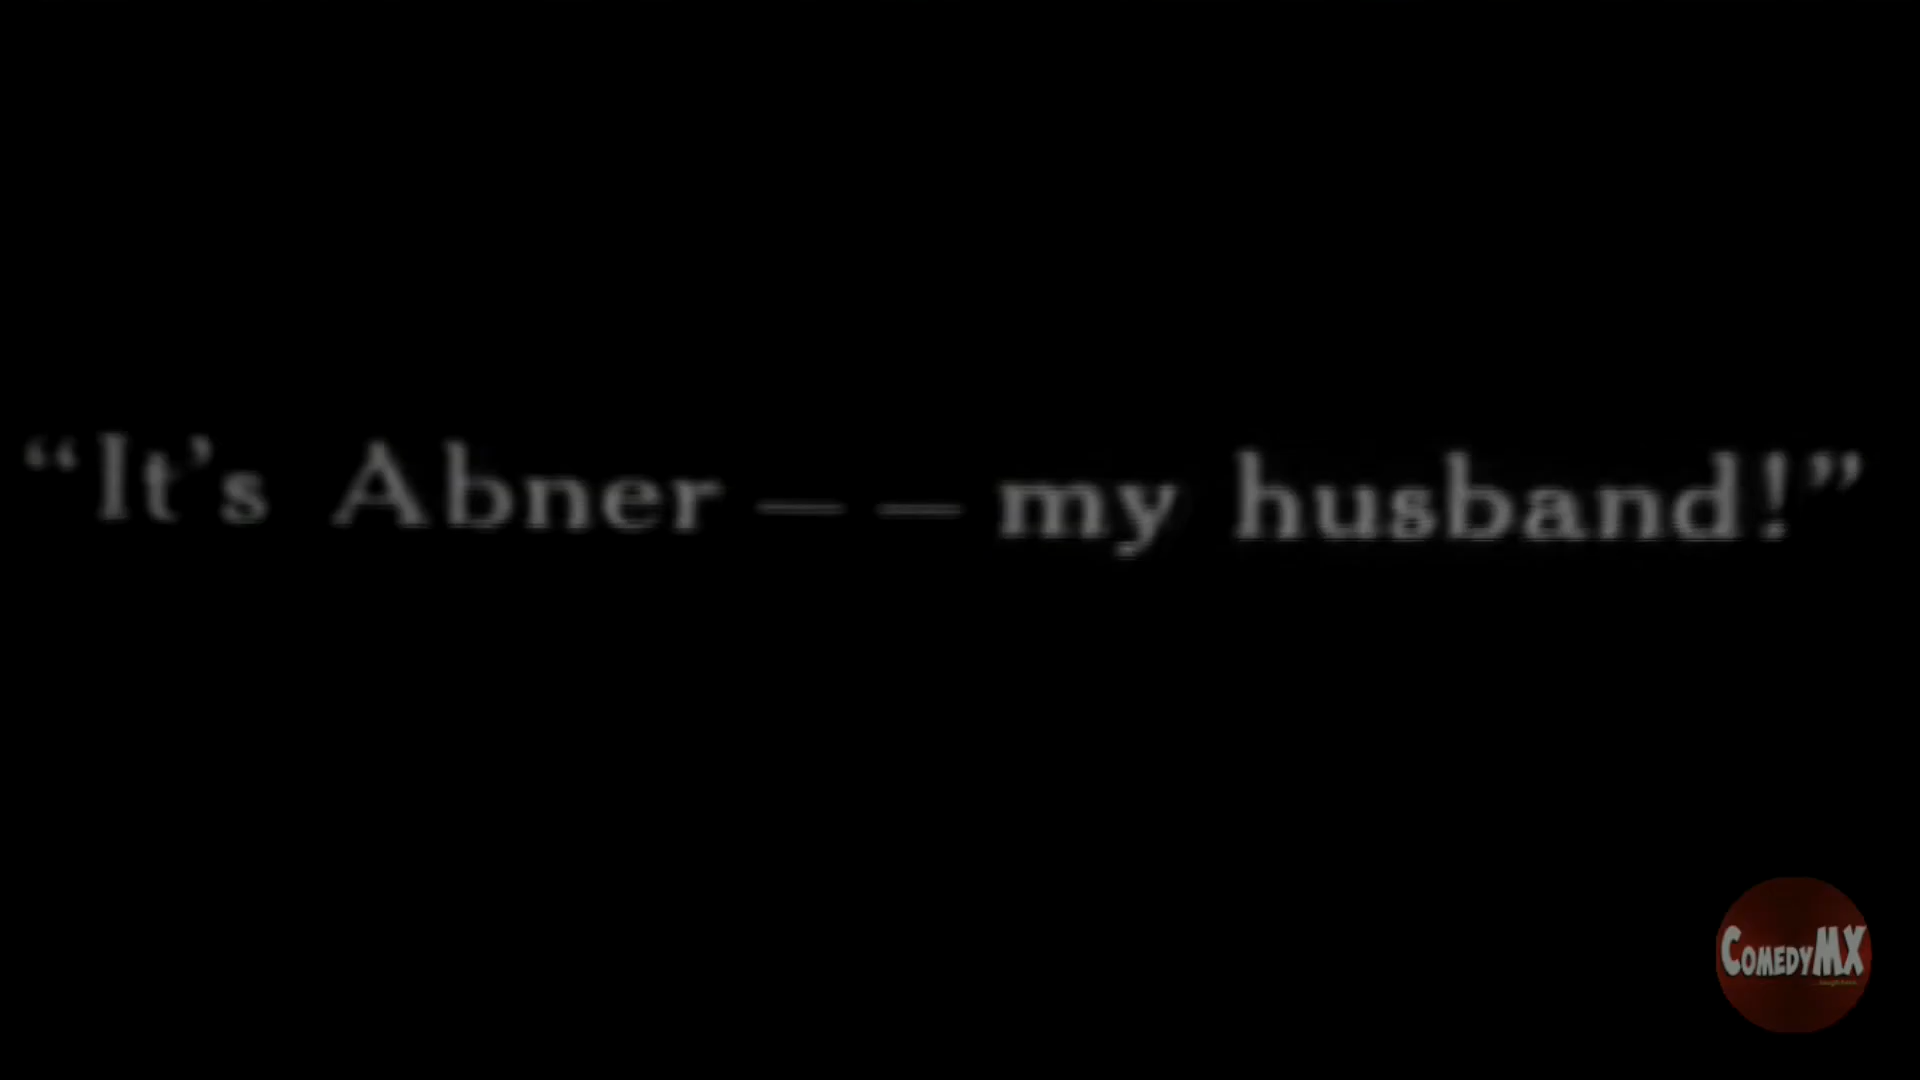 “It’s Abner — — my husband!”
COMEDYMX